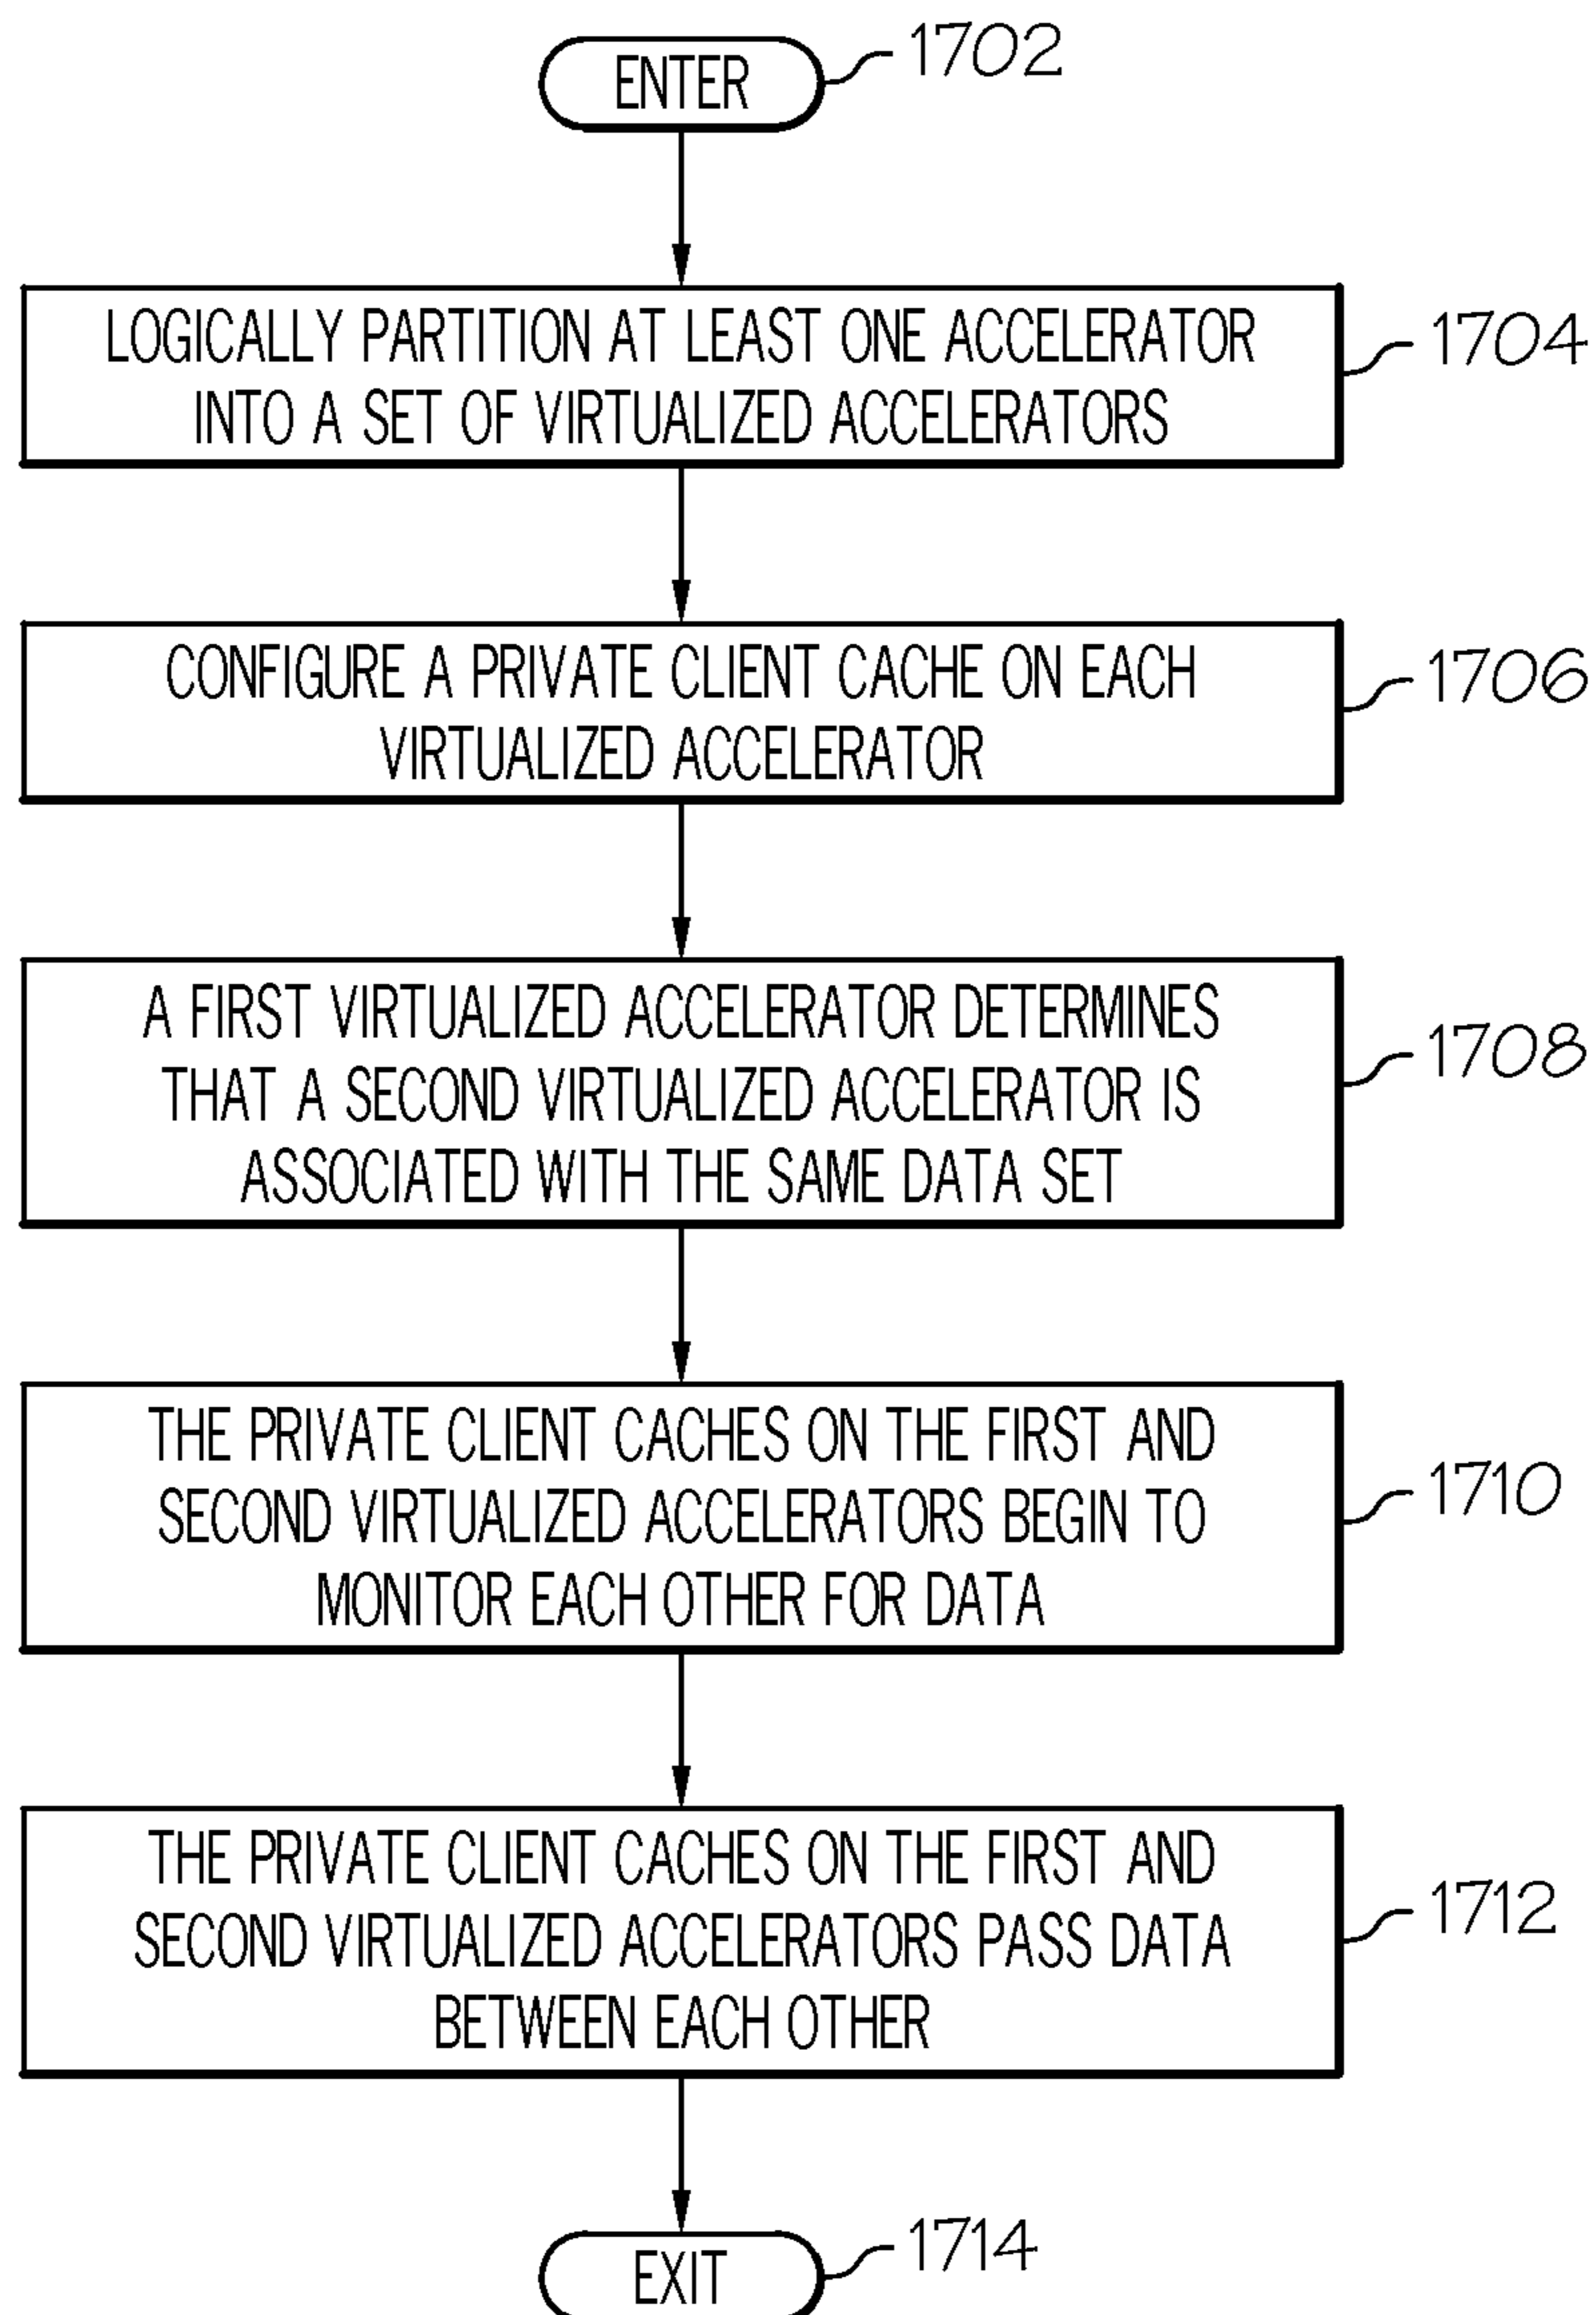 ENTER
1702
LOGICALLY PARTITION AT LEAST ONE ACCELERATOR
INTO A SET OF VIRTUALIZED ACCELERATORS
1704
CONFIGURE A PRIVATE CLIENT CACHE ON EACH
VIRTUALIZED ACCELERATOR
1706
A FIRST VIRTUALIZED ACCELERATOR DETERMINES
THAT A SECOND VIRTUALIZED ACCELERATOR IS
ASSOCIATED WITH THE SAME DATA SET
1708
THE PRIVATE CLIENT CACHES ON THE FIRST AND
SECOND VIRTUALIZED ACCELERATORS BEGIN TO
MONITOR EACH OTHER FOR DATA
1710
THE PRIVATE CLIENT CACHES ON THE FIRST AND
SECOND VIRTUALIZED ACCELERATORS PASS DATA
BETWEEN EACH OTHER
1712
EXIT
1714